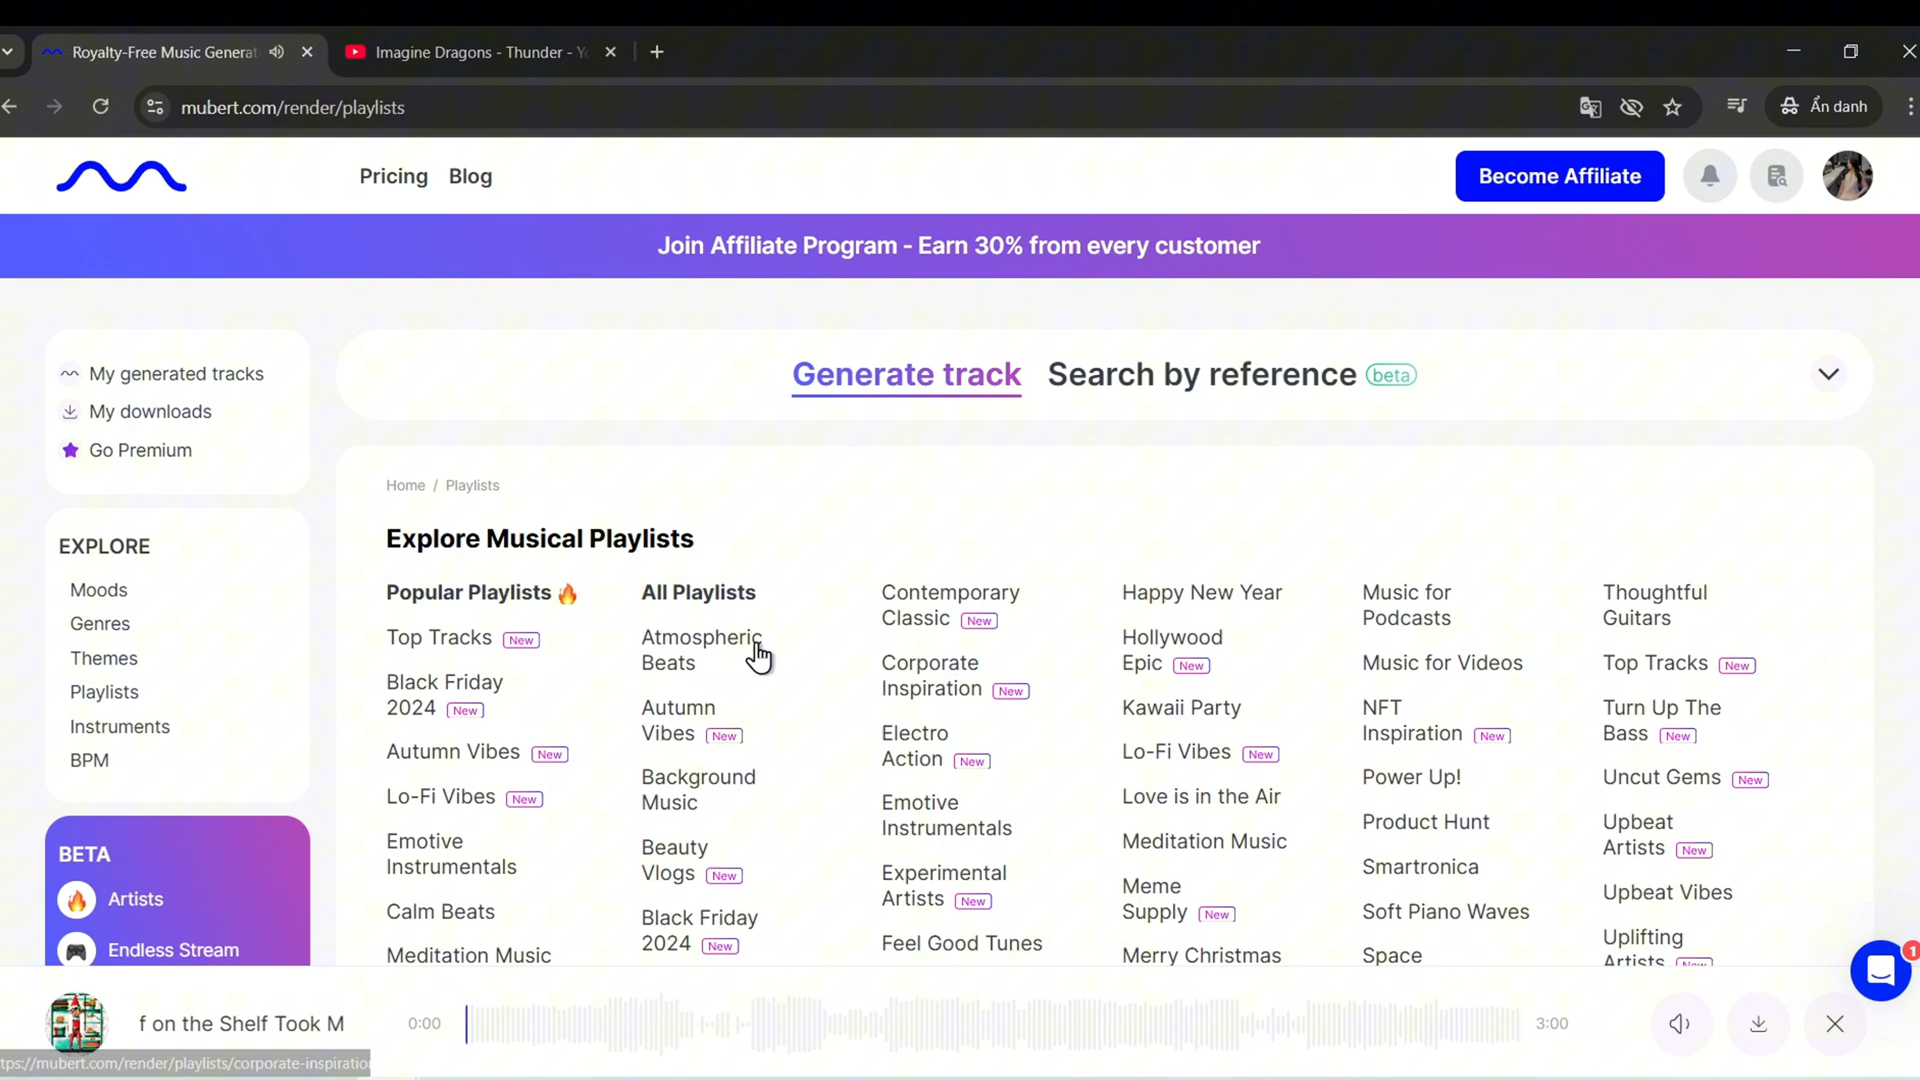 Royalty-Free Music Generat
Imagine Dragons - Thunder - Y
mubert.com/render/playlists
Ẩn danh
Pricing
Blog
Become Affiliate
Join Affiliate Program - Earn 30% from every customer
My generated tracks
My downloads
Go Premium
Generate track
Search by reference beta
Home / Playlists
EXPLORE
Moods
Genres
Themes
Playlists
Instruments
BPM
BETA
Artists
Endless Stream
Explore Musical Playlists
Popular Playlists
Top Tracks New
Black Friday
2024 New
Autumn Vibes New
Lo-Fi Vibes New
Emotive
Instrumentals
Calm Beats
Meditation Music
All Playlists
Atmospheric
Beats
Autumn
Vibes New
Background
Music
Beauty
Vlogs New
Black Friday
2024 New
Contemporary
Classic New
Corporate
Inspiration New
Electro
Action New
Emotive
Instrumentals
Experimental
Artists New
Feel Good Tunes
Happy New Year
Hollywood
Epic New
Kawaii Party
Lo-Fi Vibes New
Love is in the Air
Meditation Music
Meme
Supply New
Merry Christmas
Music for
Podcasts
Music for Videos
NFT
Inspiration New
Power Up!
Product Hunt
Smartronica
Soft Piano Waves
Space
Thoughtful
Guitars
Top Tracks New
Turn Up The
Bass New
Uncut Gems New
Upbeat
Artists New
Upbeat Vibes
Uplifting
Artists New
1
f on the Shelf Took M
0:00
3:00
tps://mubert.com/render/playlists/corporate-inspiration